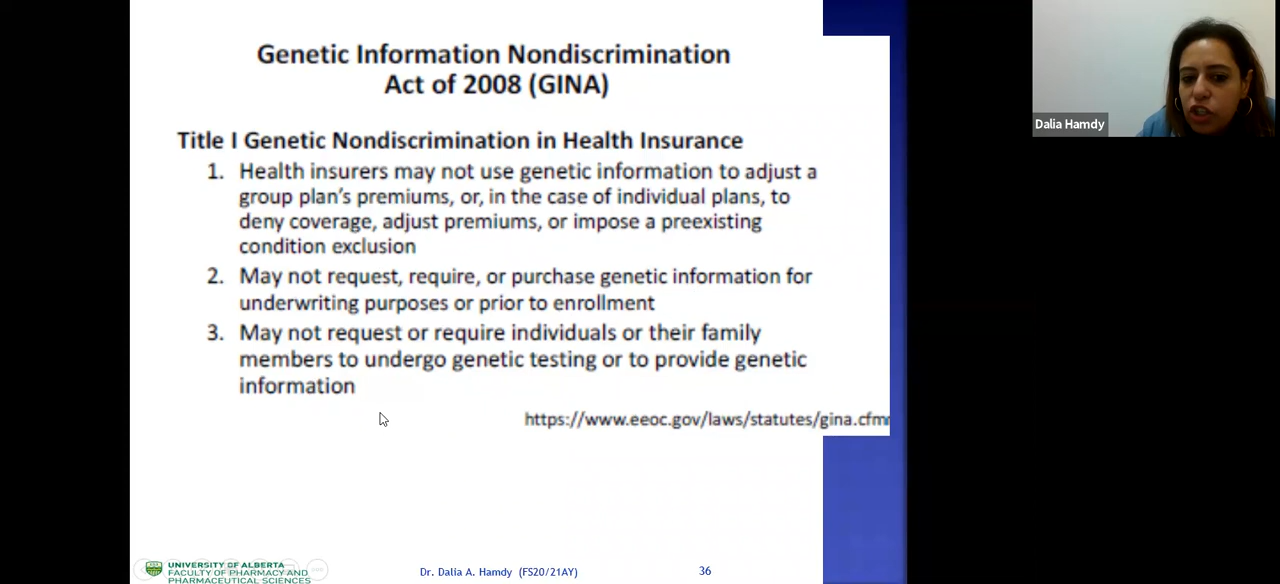 Genetic Information Nondiscrimination
Act of 2008 (GINA)
Title I Genetic Nondiscrimination in Health Insurance
1. Health insurers may not use genetic information to adjust a
group plan's premiums, or, in the case of individual plans, to
deny coverage, adjust premiums, or impose a preexisting
condition exclusion
2. May not request, require, or purchase genetic information for
underwriting purposes or prior to enrollment
3. May not request or require individuals or their family
members to undergo genetic testing or to provide genetic
information
https://www.eeoc.gov/laws/statutes/gina.cfm
Dalia Hamdy
UNIVERSITY OF ALBERTA
FACULTY OF PHARMACY AND
PHARMACEUTICAL SCIENCES
Dr. Dalia A. Hamdy (FS20/21AY)
36